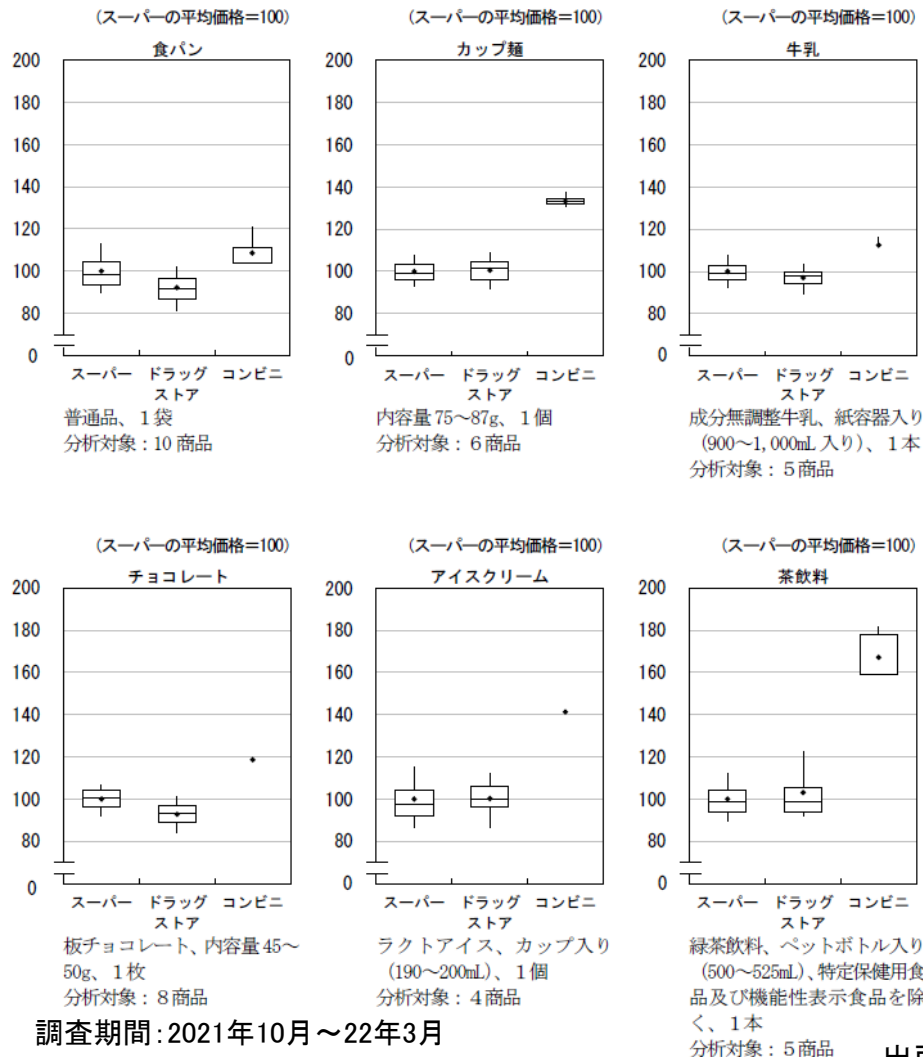 (スーパーの平均価格=100)
食パン
200
180
160
140
120
100
80
0
スーパー ドラッグ コンビニ
ストア
普通品、1袋
分析対象:10 商品
(スーパーの平均価格=100)
カップ麺
200
180
160
140
120
100
80
0
スーパー ドラッグ コンビニ
ストア
内容量 75~87g、1個
分析対象:6商品
(スーパーの平均価格=100)
牛乳
200
180
160
140
120
100
80
0
スーパー ドラッグ コンビニ
ストア
成分無調整牛乳、紙容器入り
(900~1,000mL 入り)、1本
分析対象:5商品
(スーパーの平均価格=100)
チョコレート
200
180
160
140
120
100
80
0
スーパー ドラッグ コンビニ
ストア
板チョコレート、内容量 45~
50g、1枚
分析対象:8商品
(スーパーの平均価格=100)
アイスクリーム
200
180
160
140
120
100
80
0
スーパー ドラッグ コンビニ
ストア
ラクトアイス、カップ入り
(190~200mL)、1個
分析対象:4商品
(スーパーの平均価格=100)
茶飲料
200
180
160
140
120
100
80
0
スーパー ドラッグ コンビニ
ストア
緑茶飲料、ペットボトル入り
(500~525mL)、特定保健用食
品及び機能性表示食品を除
く、1本
分析対象:5商品
調査期間:2021年10月~22年3月